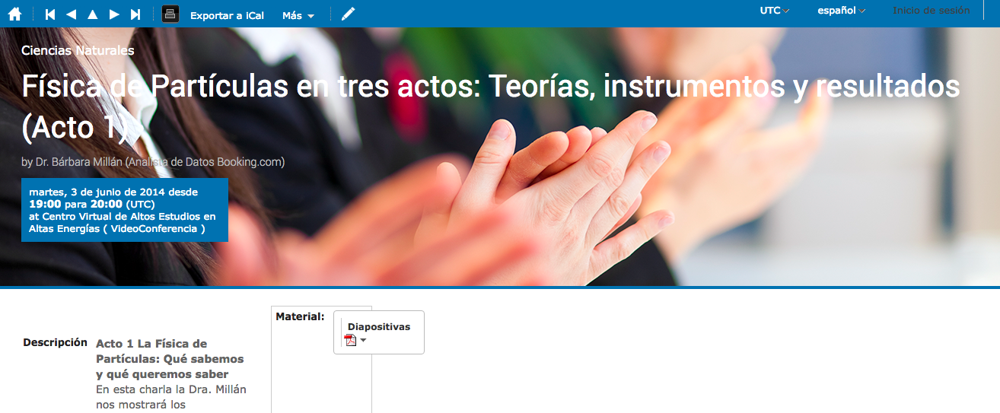 Exportar a iCal Más UTC español Inicio de sesión
Ciencias Naturales
Física de Partículas en tres actos: Teorías, instrumentos y resultados
(Acto 1)
by Dr. Bárbara Millán (Analista de Datos Booking.com)
martes, 3 de junio de 2014 desde
19:00 para 20:00 (UTC)
at Centro Virtual de Altos Estudios en
Altas Energías ( VideoConferencia )
Descripción
Acto 1 La Física de
Partículas: Qué sabemos
y qué queremos saber
En esta charla la Dra. Millán
nos mostrará los
Material:
Diapositivas